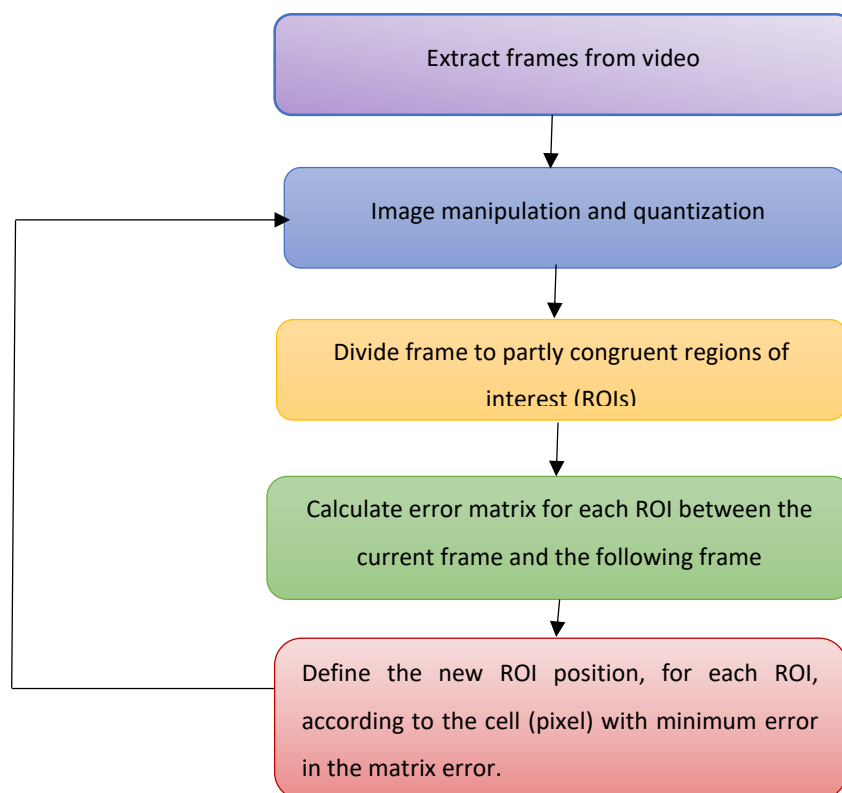 Extract frames from video
Image manipulation and quantization
Divide frame to partly congruent regions of
interest (ROIs)
Calculate error matrix for each ROI between the
current frame and the following frame
Define the new ROI position, for each ROI,
according to the cell (pixel) with minimum error
in the matrix error.